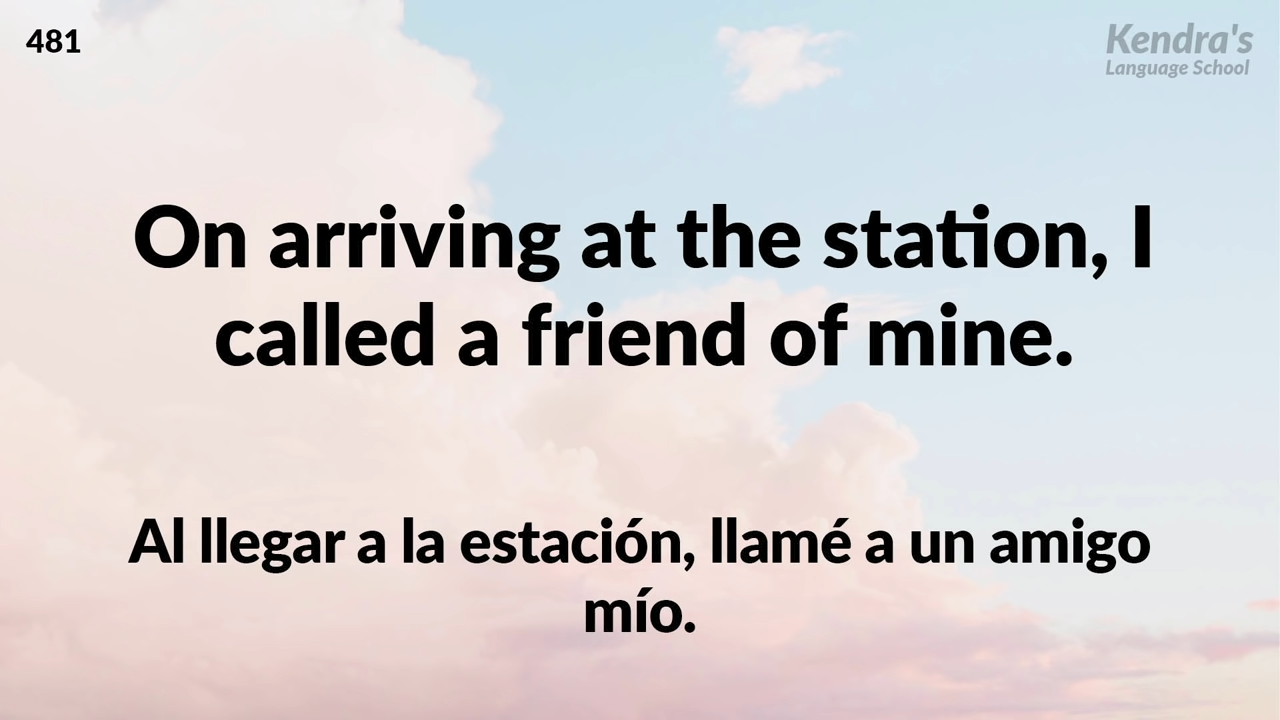 481
Kendra's
Language School
On arriving at the station, I
called a friend of mine.
Al llegar a la estación, llamé a un amigo
mío.